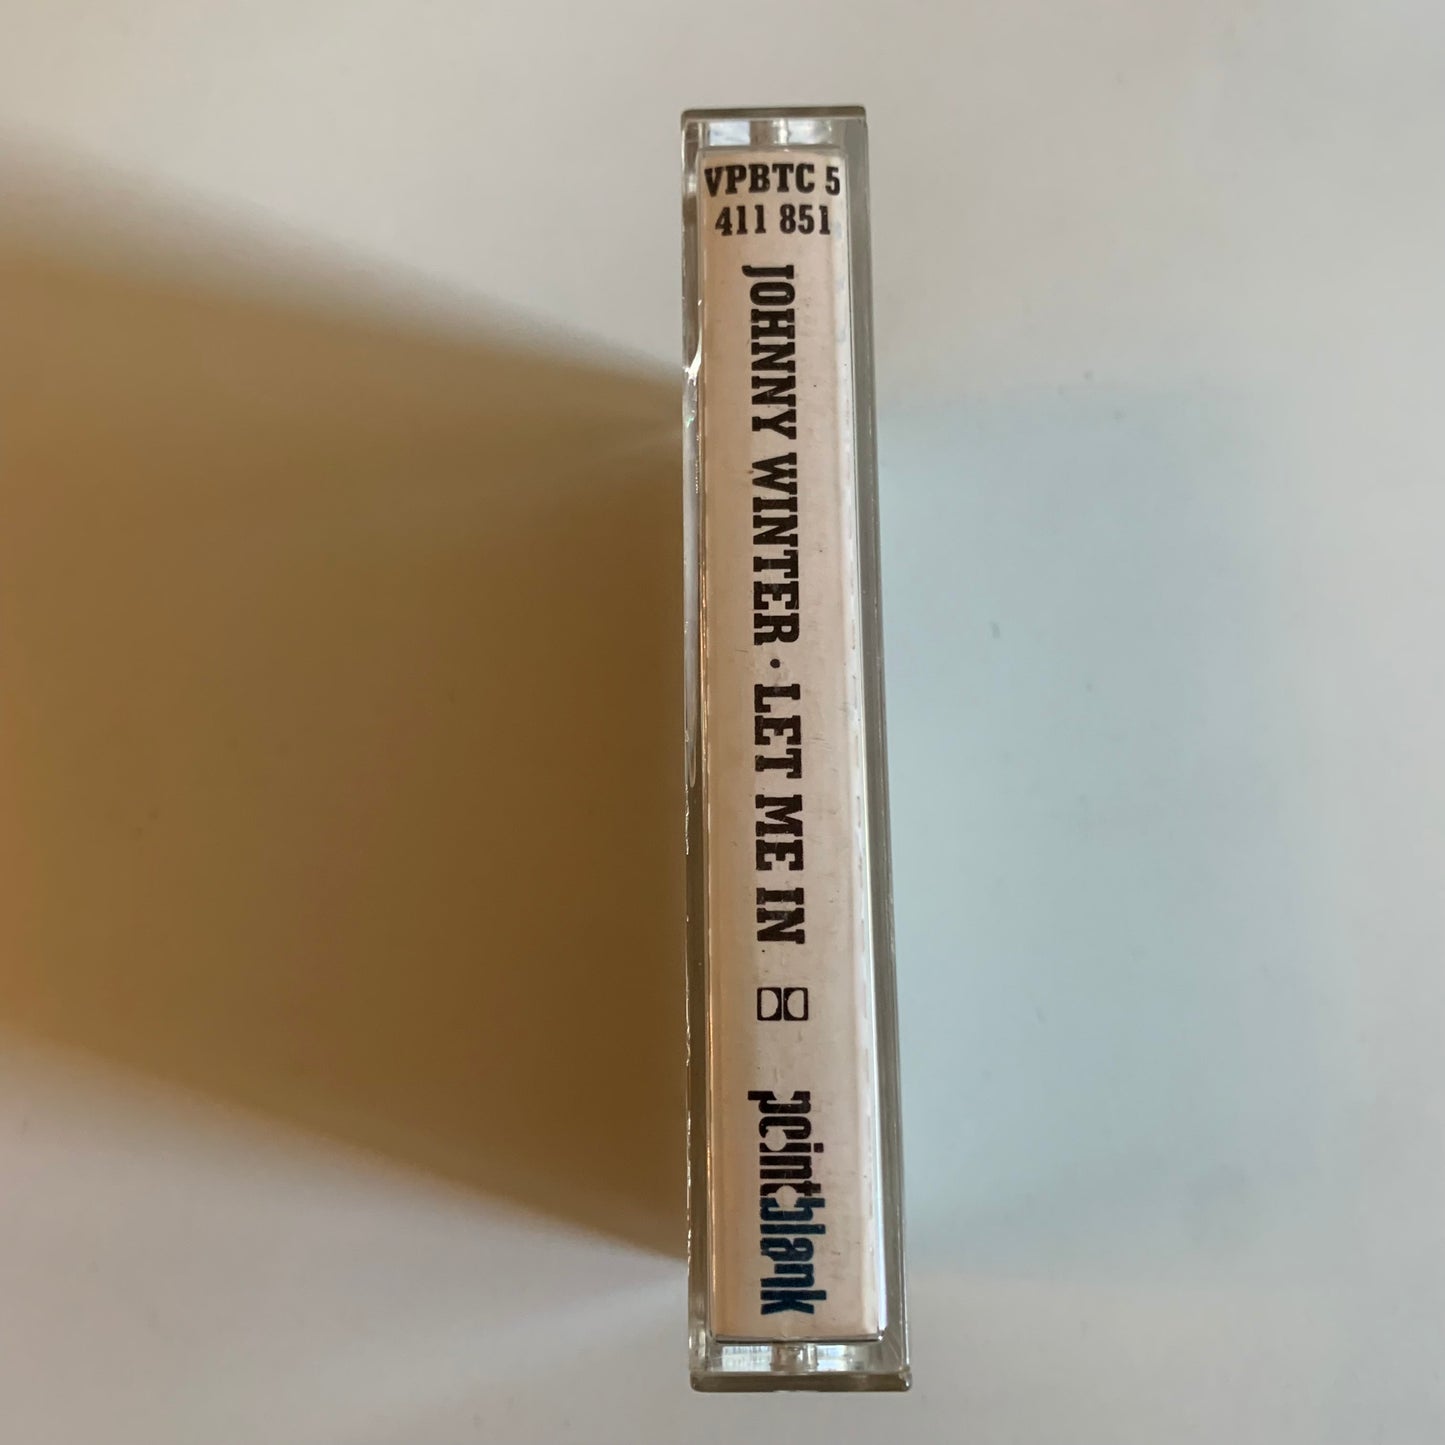 VPBTC 5
411 851
JOHNNY WINTER · LET ME IN
pointblank